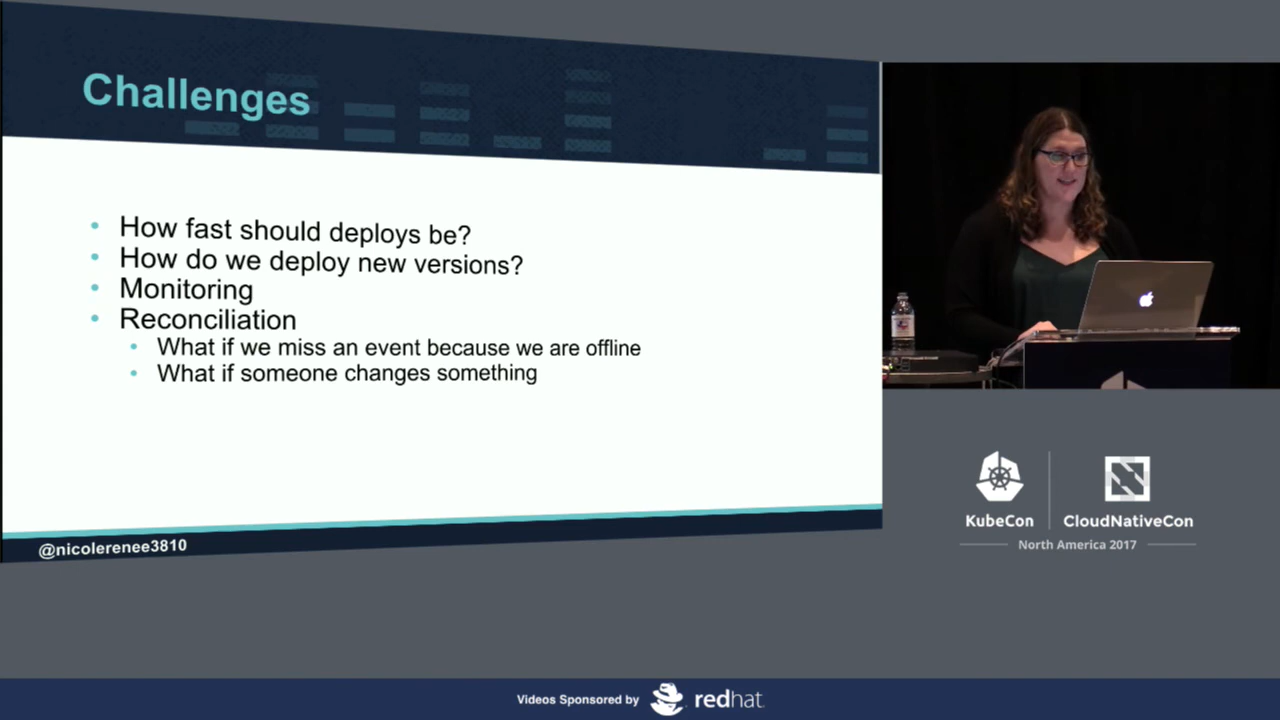 Challenges
How fast should deploys be?
How do we deploy new versions?
Monitoring
Reconciliation
What if we miss an event because we are offline
What if someone changes something
@nicolerenee3810
KubeCon
CloudNativeCon
North America 2017
Videos Sponsored by
redhat.